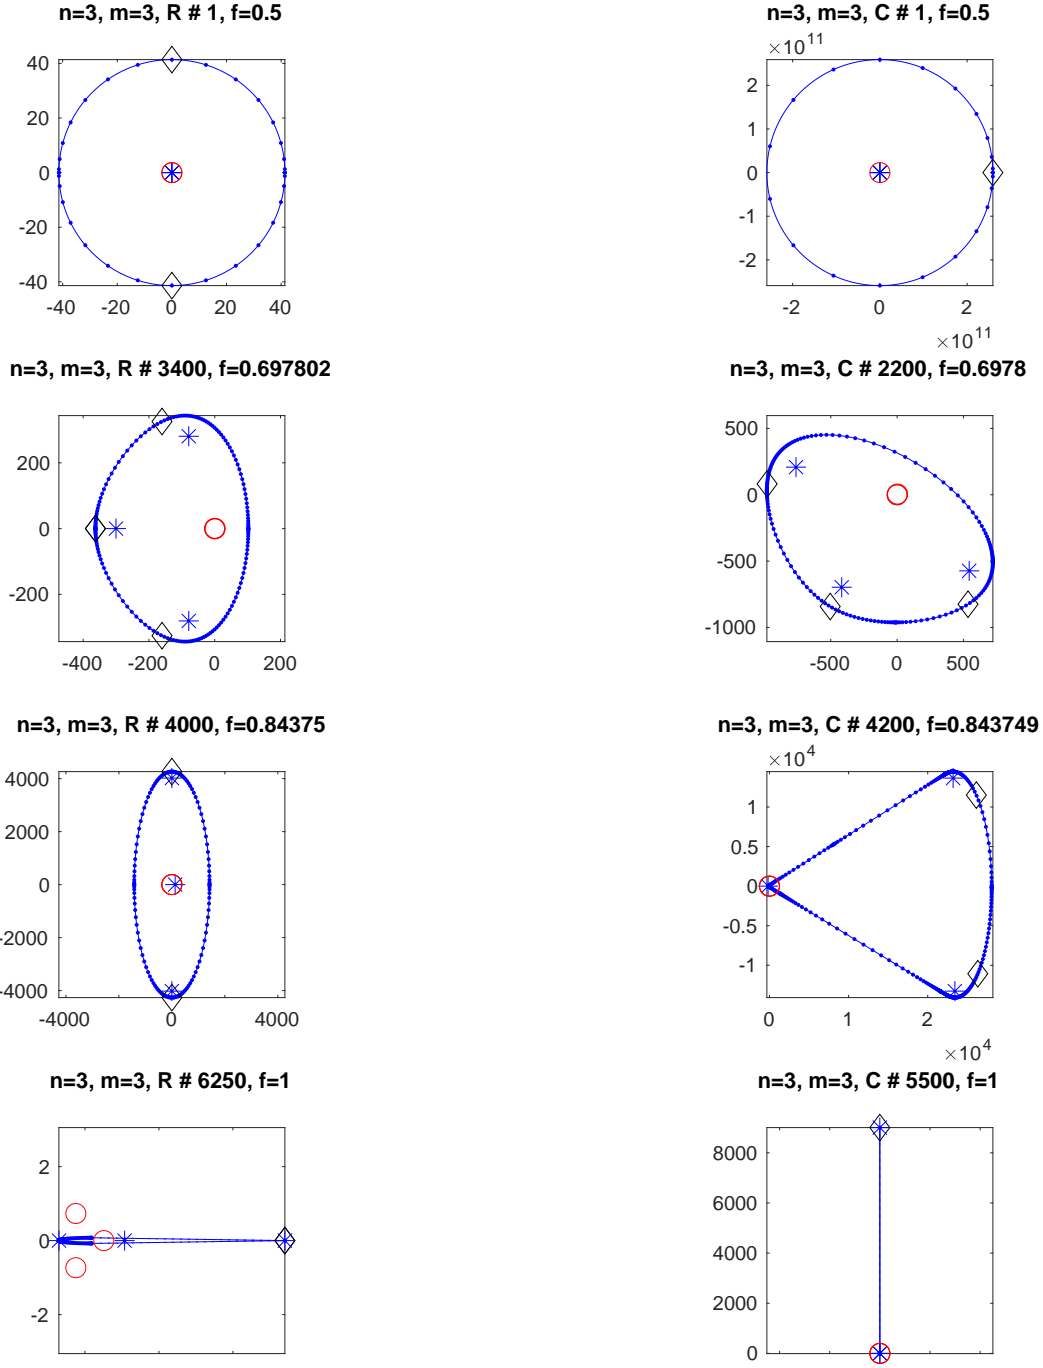 n=3, m=3, R # 1, f=0.5
40
20
0
-20
-40
-40 -20 0 20 40
n=3, m=3, C # 1, f=0.5
×10^11
2
1
0
-1
-2
-2 0 2
×10^11
n=3, m=3, R # 3400, f=0.697802
200
0
-200
-400 -200 0 200
n=3, m=3, C # 2200, f=0.6978
500
0
-500
-1000
-500 0 500
n=3, m=3, R # 4000, f=0.84375
4000
2000
0
-2000
-4000
-4000 0 4000
n=3, m=3, C # 4200, f=0.843749
×10^4
1
0.5
0
-0.5
-1
0 1 2
×10^4
n=3, m=3, R # 6250, f=1
2
0
-2
n=3, m=3, C # 5500, f=1
8000
6000
4000
2000
0